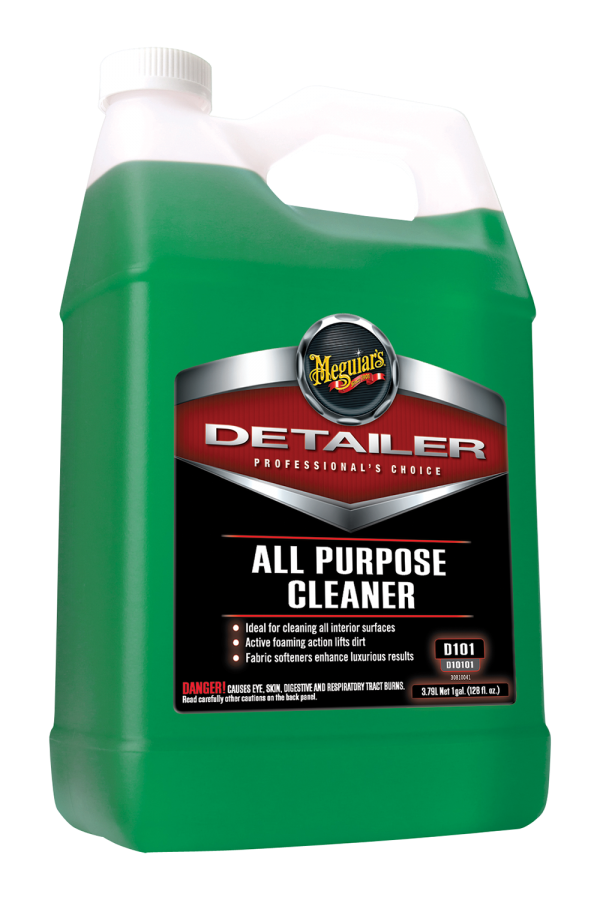 Meguiar's
DETAILER
PROFESSIONAL'S CHOICE
ALL PURPOSE
CLEANER
• Ideal for cleaning all interior surfaces
• Active foaming action lifts dirt
• Fabric softeners enhance luxurious results
D101
D10101
DANGER! CAUSES EYE, SKIN, DIGESTIVE AND RESPIRATORY TRACT BURNS.
Read carefully other cautions on the back panel.
3.79L Net 1gal. (128 fl. oz.)